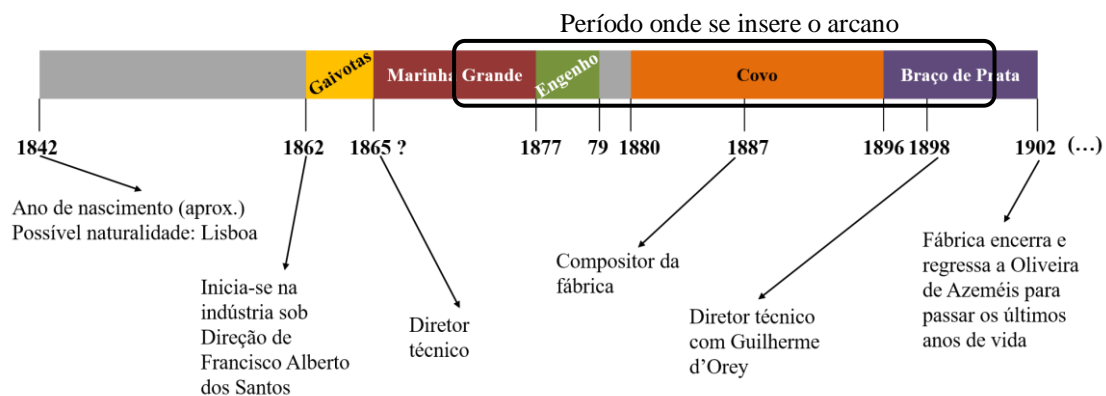 Período onde se insere o arcano
Gaivotas
Marinha Grande
Engenho
Covo
Braço de Prata
1842
1862
1865 ?
1877
79
1880
1887
1896
1898
1902
(…)
Ano de nascimento (aprox.)
Possível naturalidade: Lisboa
Inicia-se na
indústria sob
Direção de
Francisco Alberto
dos Santos
Diretor
técnico
Compositor da
fábrica
Diretor técnico
com Guilherme
d’Orey
Fábrica encerra e
regressa a Oliveira
de Azeméis para
passar os últimos
anos de vida